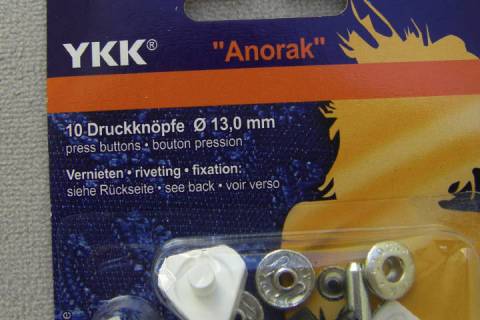 YKK® "Anorak"
10 Druckknöpfe Ø 13,0 mm
press buttons • bouton pression
Vernieten • riveting • fixation:
siehe Rückseite • see back • voir verso